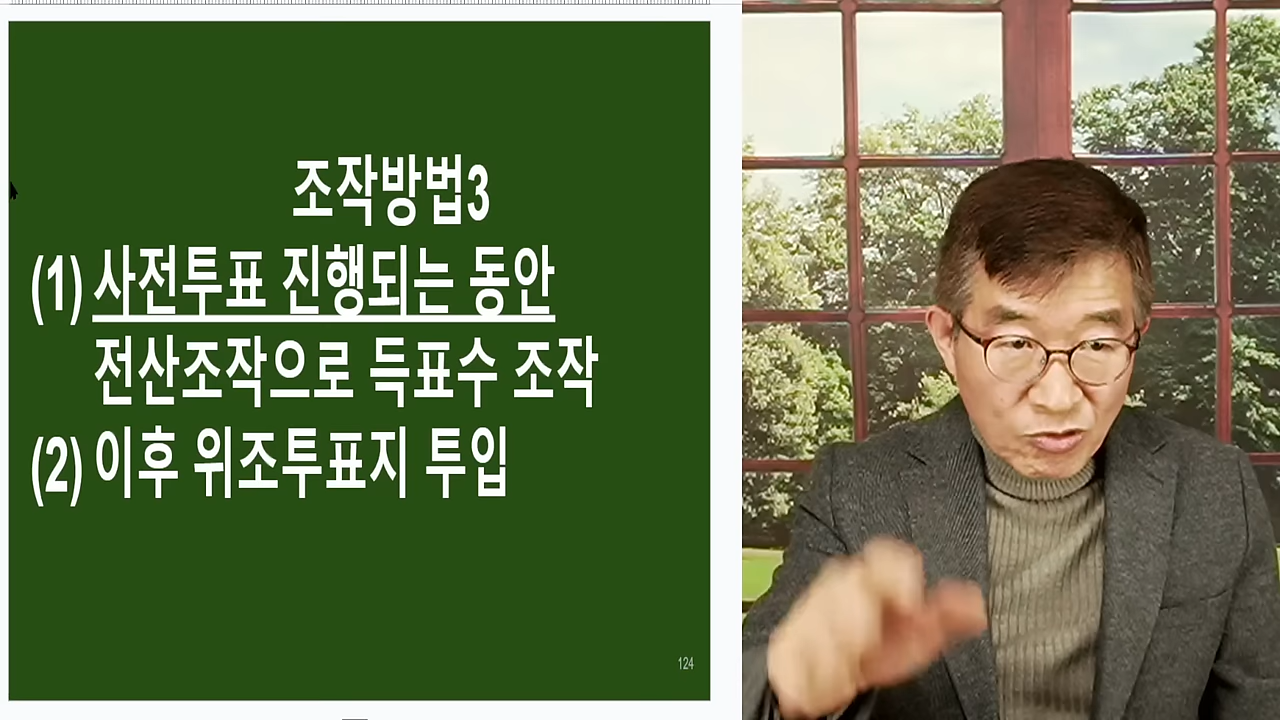 조작방법3
(1) 사전투표 진행되는 동안
전산조작으로 득표수 조작
(2) 이후 위조투표지 투입
124